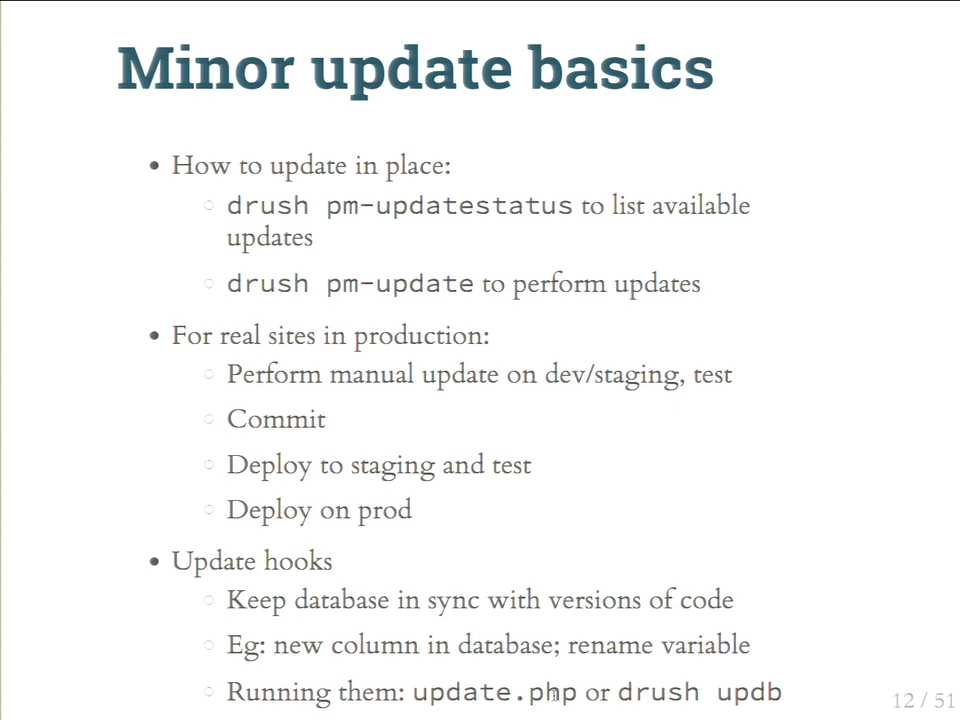 Minor update basics
• How to update in place:
○ drush pm-updatestatus to list available
updates
○ drush pm-update to perform updates
• For real sites in production:
○ Perform manual update on dev/staging, test
○ Commit
○ Deploy to staging and test
○ Deploy on prod
• Update hooks
○ Keep database in sync with versions of code
○ Eg: new column in database; rename variable
○ Running them: update.php or drush updb
12 / 51